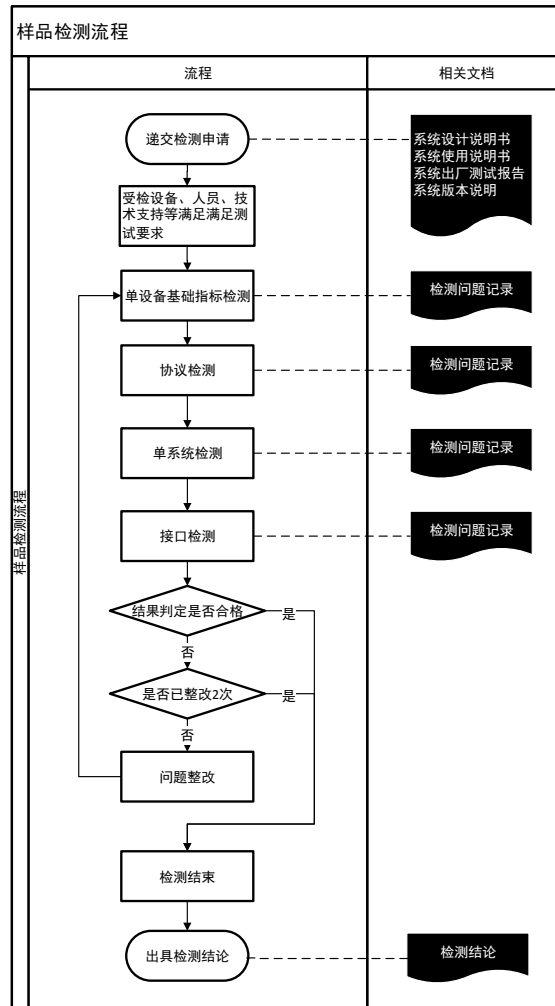 样品检测流程
流程
相关文档
样品检测流程
递交检测申请
系统设计说明书
系统使用说明书
系统出厂测试报告
系统版本说明
受检设备、人员、技
术支持等满足满足测
试要求
单设备基础指标检测
检测问题记录
协议检测
检测问题记录
单系统检测
检测问题记录
接口检测
检测问题记录
结果判定是否合格
是
否
是否已整改2次
是
否
问题整改
检测结束
出具检测结论
检测结论